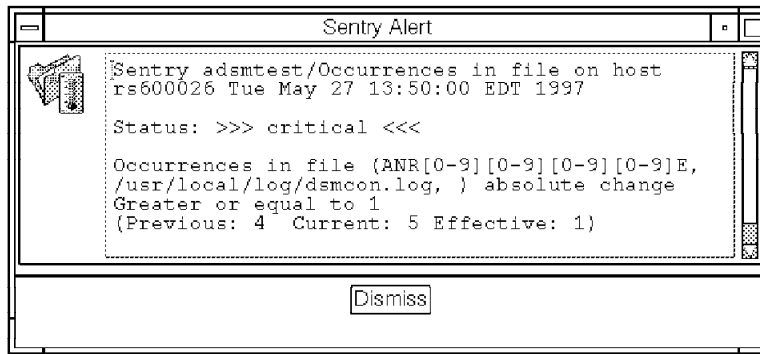 Sentry Alert
Sentry adsmtest/Occurrences in file on host
rs600026 Tue May 27 13:50:00 EDT 1997
Status: >>> critical <<<
Occurrences in file (ANR[0-9][0-9][0-9][0-9]E,
/usr/local/log/dsmcon.log, ) absolute change
Greater or equal to 1
(Previous: 4  Current: 5 Effective: 1)
Dismiss